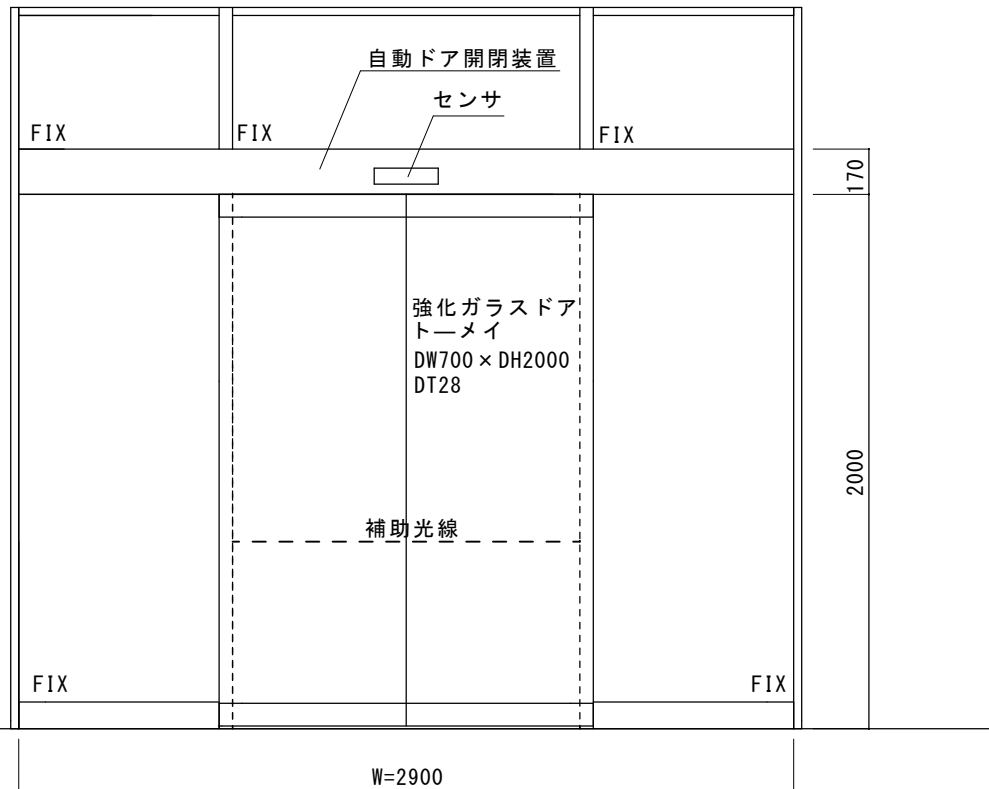 自動ドア開閉装置
センサ
FIX
FIX
FIX
170
強化ガラスドア
トーメイ
DW700×DH2000
DT28
2000
補助光線
FIX
FIX
W=2900